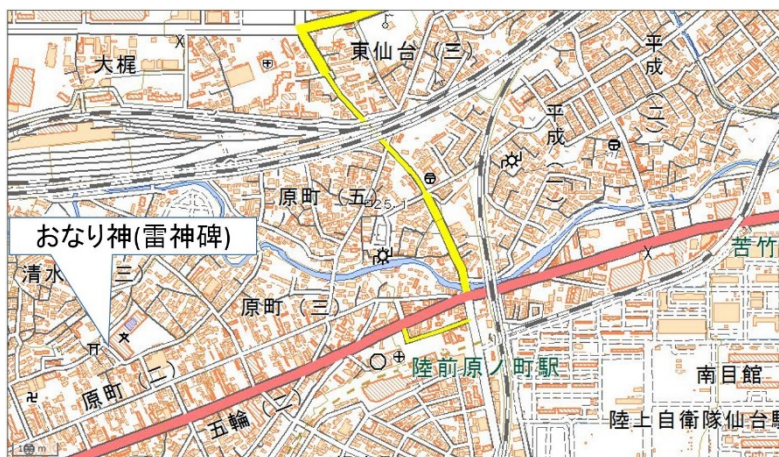 東仙台(三)
大梶
平成(二)
平成(一)
原町(五)
25.1
おなり神(雷神碑)
清水
三)
原町(三)
苦竹
原町(二)
陸前原ノ町駅
五輪(二)
南目館
陸上自衛隊仙台駐
100 m